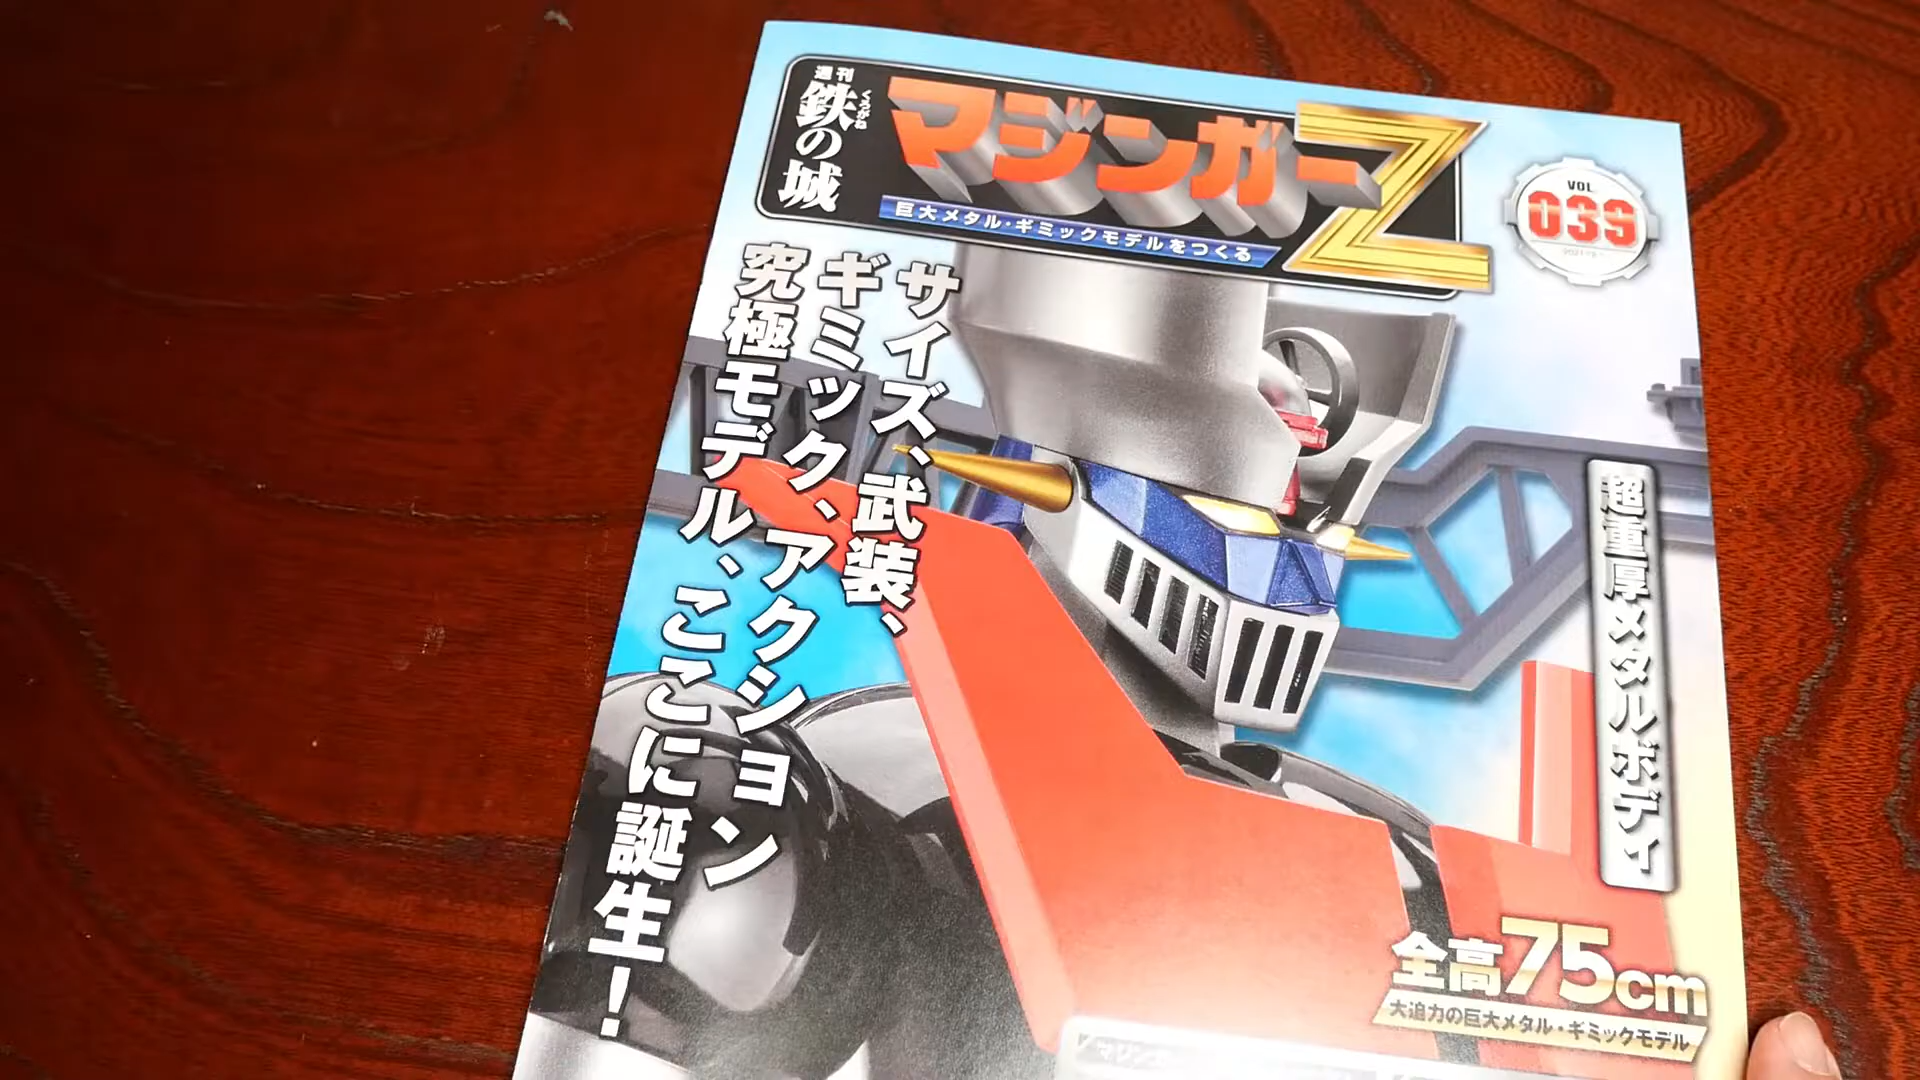 週刊
鉄の城
くろがね
マジンガーZ
巨大メタル・ギミックモデルをつくる
VOL.
039
サイズ、武装、
ギミック、アクション
究極モデル、ここに誕生!
超重厚メタルボディ
全高75cm
大迫力の巨大メタル・ギミックモデル